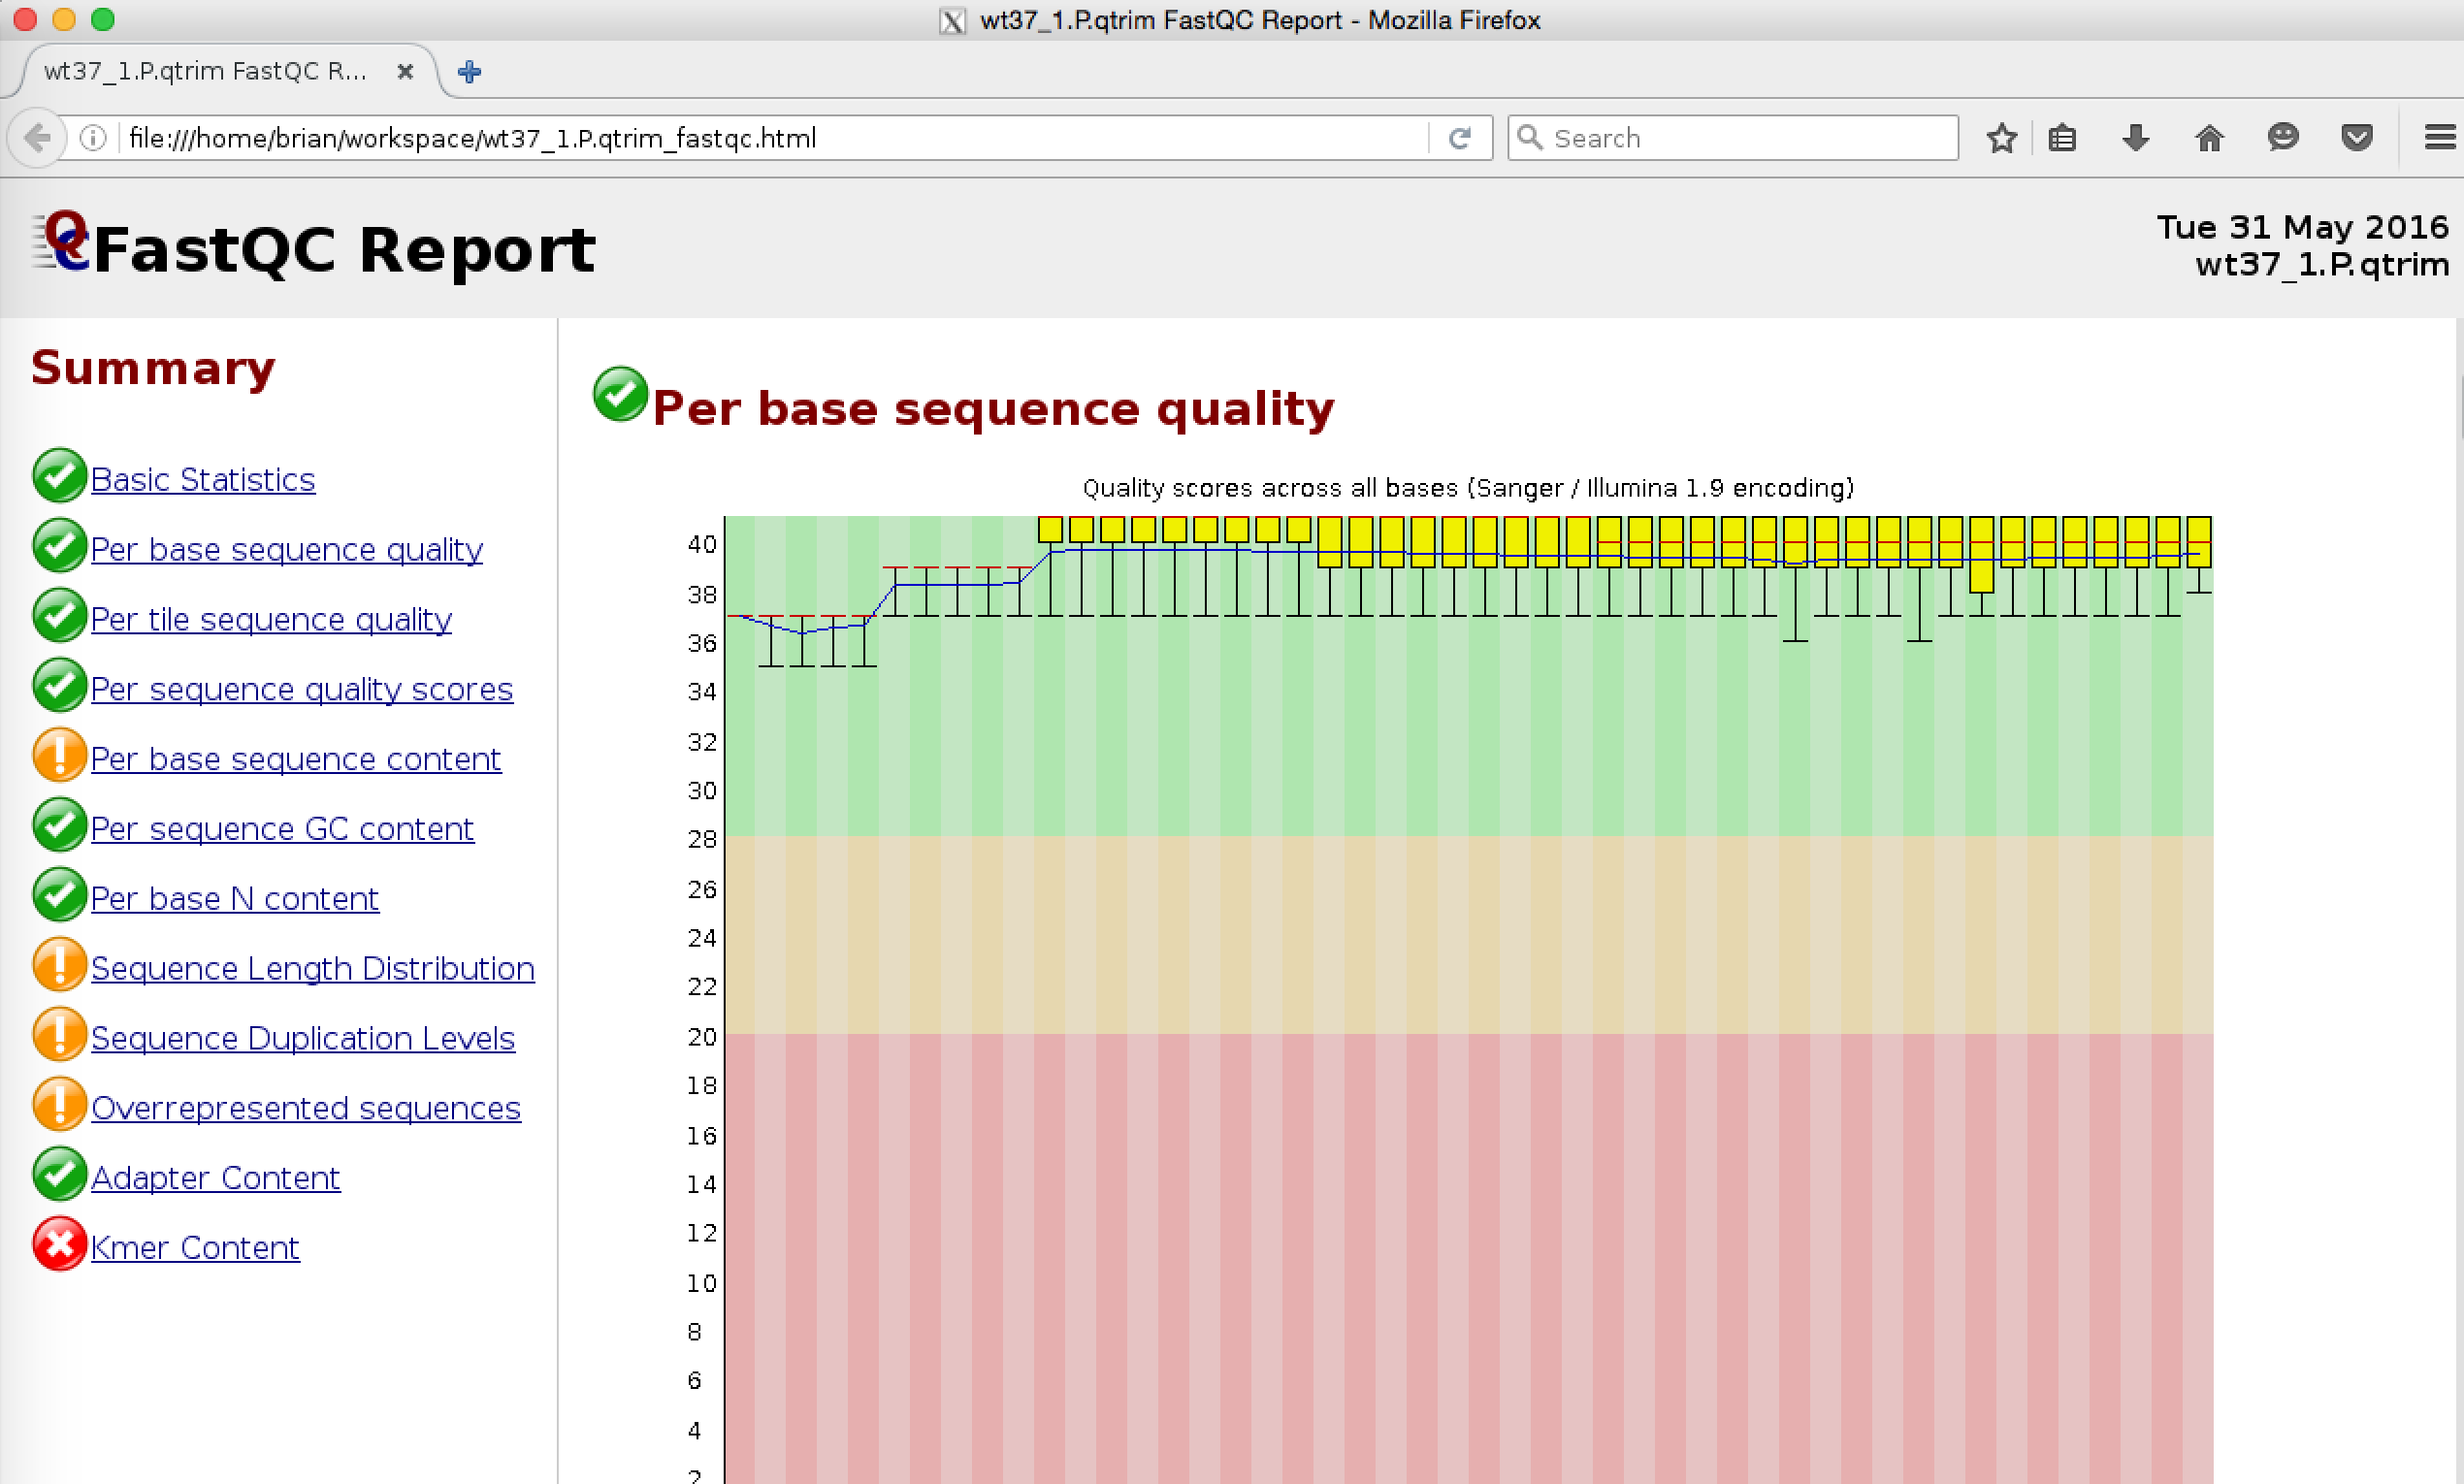 wt37_1.P.qtrim FastQC Report - Mozilla Firefox
wt37_1.P.qtrim FastQC R...
file:///home/brian/workspace/wt37_1.P.qtrim_fastqc.html
Search
FastQC Report
Tue 31 May 2016
wt37_1.P.qtrim
Summary
Basic Statistics
Per base sequence quality
Per tile sequence quality
Per sequence quality scores
Per base sequence content
Per sequence GC content
Per base N content
Sequence Length Distribution
Sequence Duplication Levels
Overrepresented sequences
Adapter Content
Kmer Content
Per base sequence quality
Quality scores across all bases (Sanger / Illumina 1.9 encoding)
40
38
36
34
32
30
28
26
24
22
20
18
16
14
12
10
8
6
4
2